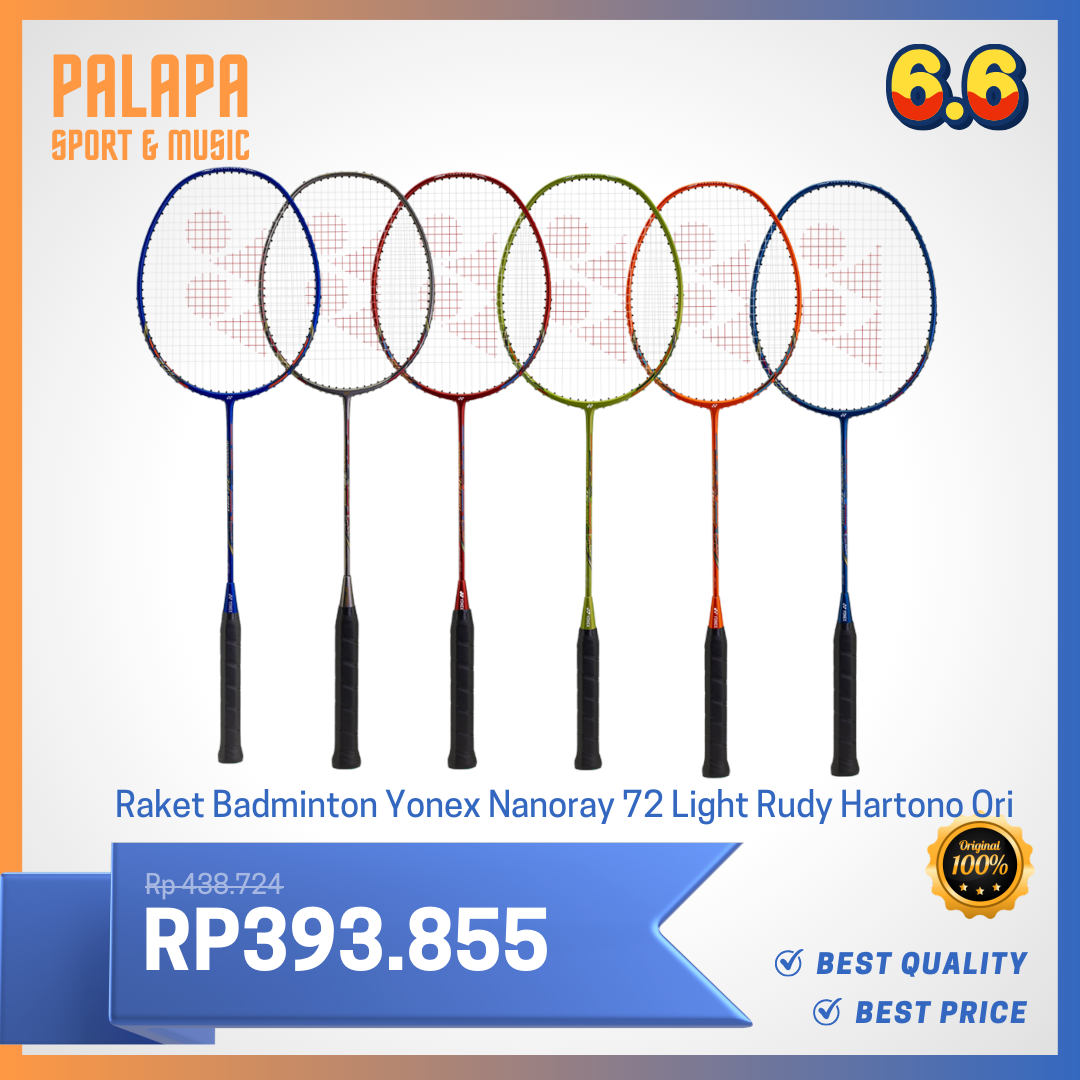 PALAPA
SPORT & MUSIC
6.6
Raket Badminton Yonex Nanoray 72 Light Rudy Hartono Ori
Original
100%
Rp 438.724
RP393.855
BEST QUALITY
BEST PRICE